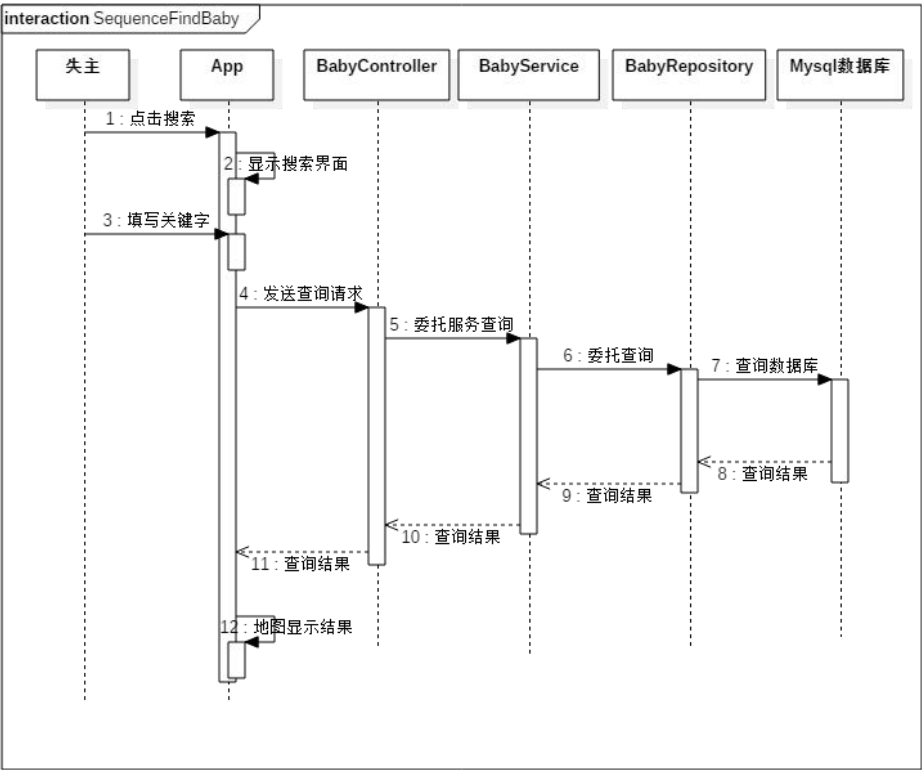 interaction SequenceFindBaby
失主
App
BabyController
BabyService
BabyRepository
Mysql数据库
1 : 点击搜索
2 : 显示搜索界面
3 : 填写关键字
4 : 发送查询请求
5 : 委托服务查询
6 : 委托查询
7 : 查询数据库
8 : 查询结果
9 : 查询结果
10 : 查询结果
11 : 查询结果
12 : 地图显示结果